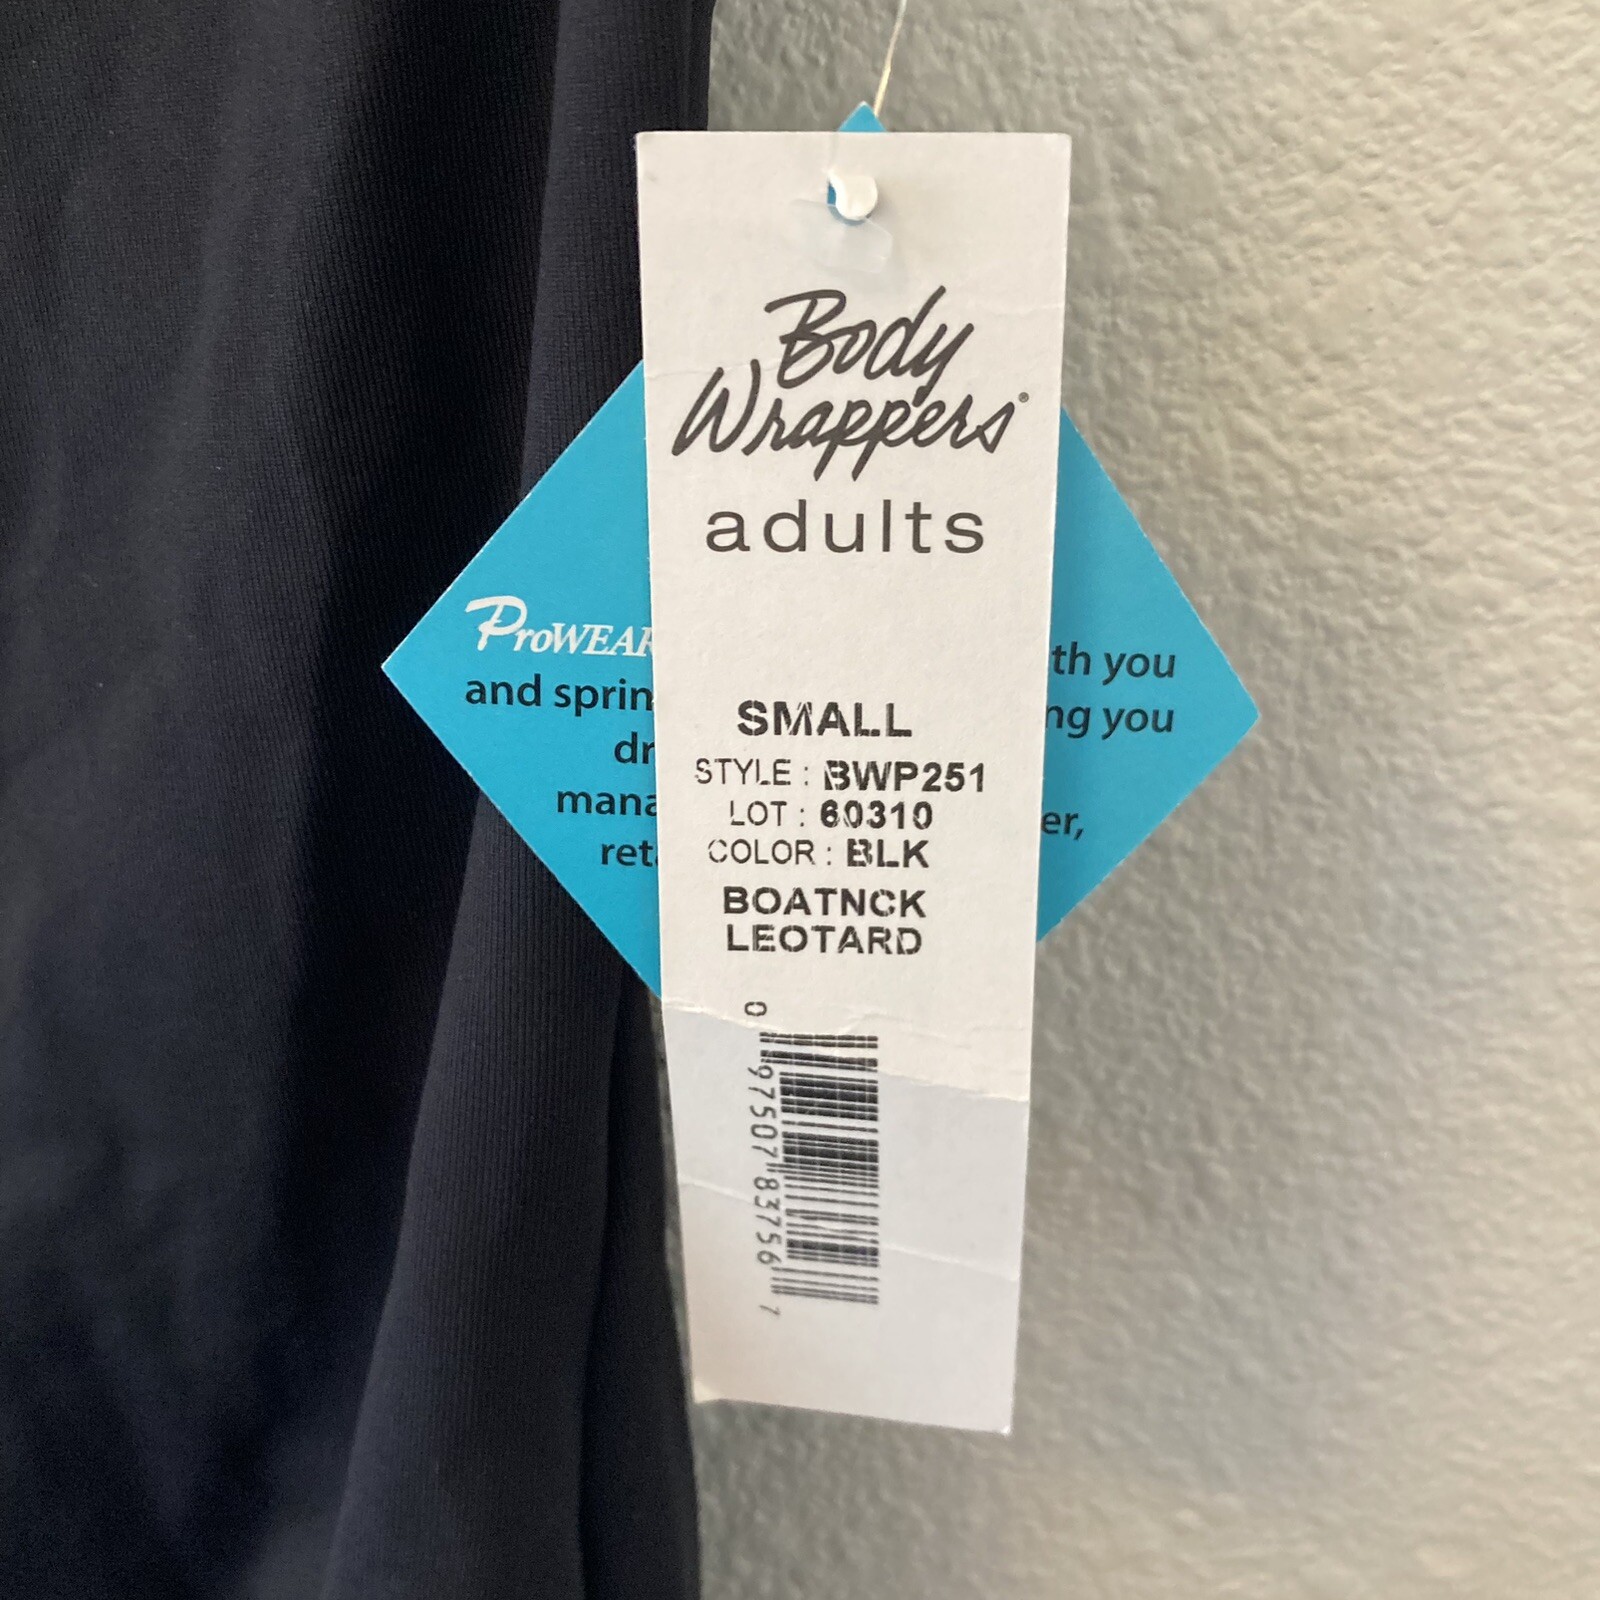 Body
Wrappers®
adults
ProWEAR
th you
and sprin
ng you
dr
mana
er,
ret
SMALL
STYLE : BWP251
LOT : 60310
COLOR : BLK
BOATNCK
LEOTARD
0 97507 83756 7